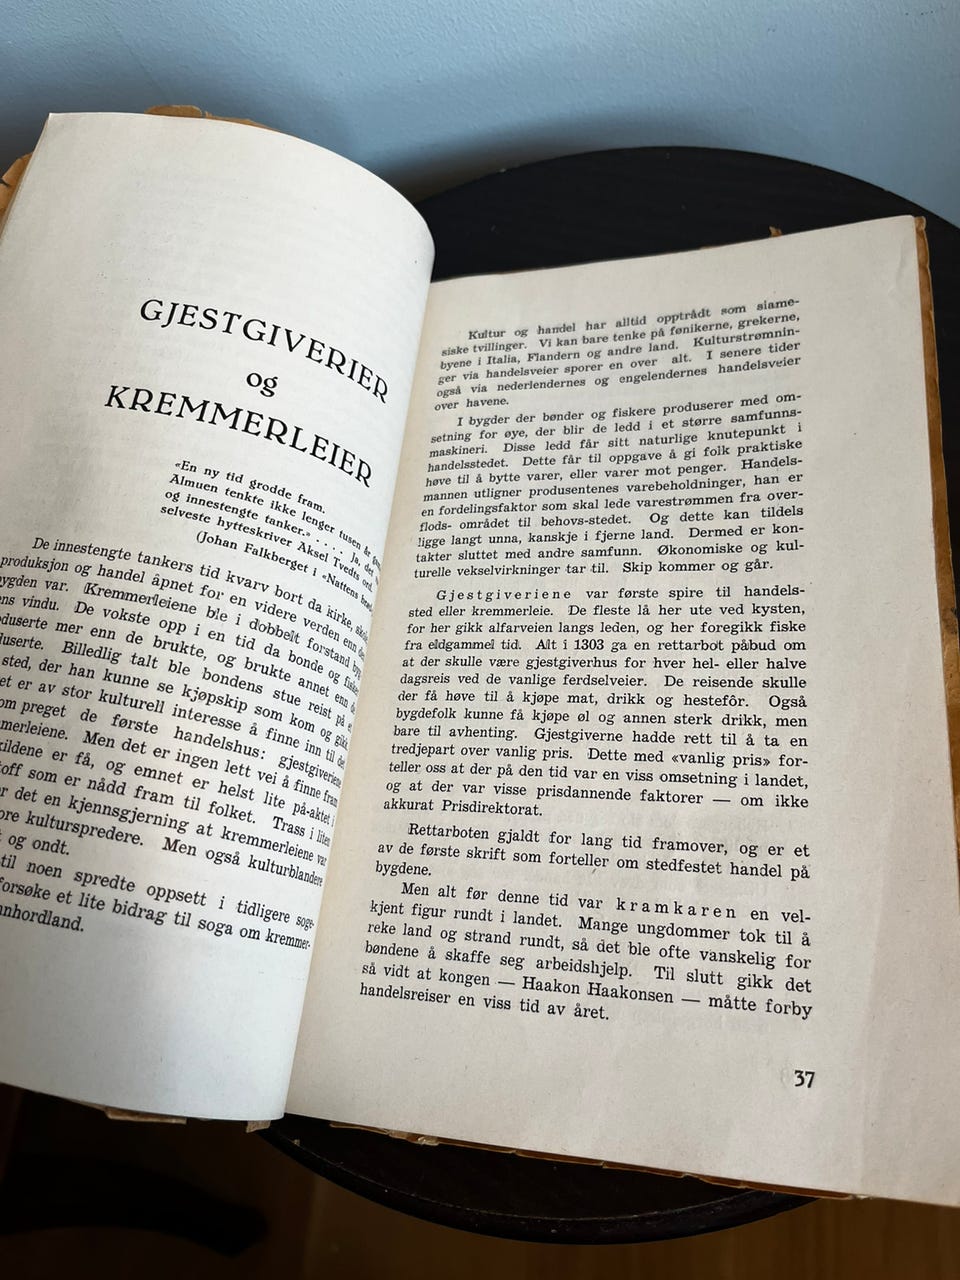 GJESTGIVERIER
og
KREMMERLEIER
«En ny tid grodde fram.
Almuen tenkte ikke lenger tusen år gam
og innestengte tanker.» . . . . Ja, det
selveste hytteskriver Aksel Tvedts ord.
(Johan Falkberget i «Nattens brød
De innestengte tankers tid kvarv bort da kirke,
produksjon og handel åpnet for en videre verden enn
bygden var. Kremmerleiene ble i dobbelt forstand
ens vindu. De vokste opp i en tid da bonde og
duserte mer enn de brukte, og brukte annet enn
duserte. Billedlig talt ble bondens stue reist på
sted, der han kunne se kjøpskip som kom og gikk
et er av stor kulturell interesse å finne inn til det
om preget de første handelshus: gjestgiveriene
merleiene. Men det er ingen lett vei å finne fram
kildene er få, og emnet er helst lite på-aktet i
toff som er nådd fram til folket. Trass i
r det en kjennsgjerning at kremmerleiene var
ore kulturspredere. Men også kulturblandere
og ondt.
til noen spredte oppsett i tidligere soge-
forsøke et lite bidrag til soga om kremmer-
nnhordland.
Kultur og handel har alltid opptrådt som siame-
siske tvillinger. Vi kan bare tenke på fønikerne, grekerne,
byene i Italia, Flandern og andre land. Kulturstrømnin-
ger via handelsveier sporer en over alt. I senere tider
også via nederlendernes og engelendernes handelsveier
over havene.
I bygder der bønder og fiskere produserer med om-
setning for øye, der blir de ledd i et større samfunns-
maskineri. Disse ledd får sitt naturlige knutepunkt i
handelsstedet. Dette får til oppgave å gi folk praktiske
høve til å bytte varer, eller varer mot penger. Handels-
mannen utligner produsentenes varebeholdninger, han er
en fordelingsfaktor som skal lede varestrømmen fra over-
flods- området til behovs-stedet. Og dette kan tildels
ligge langt unna, kanskje i fjerne land. Dermed er kon-
takter sluttet med andre samfunn. Økonomiske og kul-
turelle vekselvirkninger tar til. Skip kommer og går.
Gjestgiveriene var første spire til handels-
sted eller kremmerleie. De fleste lå her ute ved kysten,
for her gikk alfarveien langs leden, og her foregikk fiske
fra eldgammel tid. Alt i 1303 ga en rettarbot påbud om
at der skulle være gjestgiverhus for hver hel- eller halve
dagsreis ved de vanlige ferdselveier. De reisende skulle
der få høve til å kjøpe mat, drikk og hestefôr. Også
bygdefolk kunne få kjøpe øl og annen sterk drikk, men
bare til avhenting. Gjestgiverne hadde rett til å ta en
tredjepart over vanlig pris. Dette med «vanlig pris» for-
teller oss at der på den tid var en viss omsetning i landet,
og at der var visse prisdannende faktorer — om ikke
akkurat Prisdirektorat.
Rettarboten gjaldt for lang tid framover, og er et
av de første skrift som forteller om stedfestet handel på
bygdene.
Men alt før denne tid var kramkaren en vel-
kjent figur rundt i landet. Mange ungdommer tok til å
reke land og strand rundt, så det ble ofte vanskelig for
bøndene å skaffe seg arbeidshjelp. Til slutt gikk det
så vidt at kongen — Haakon Haakonsen — måtte forby
handelsreiser en viss tid av året.
37